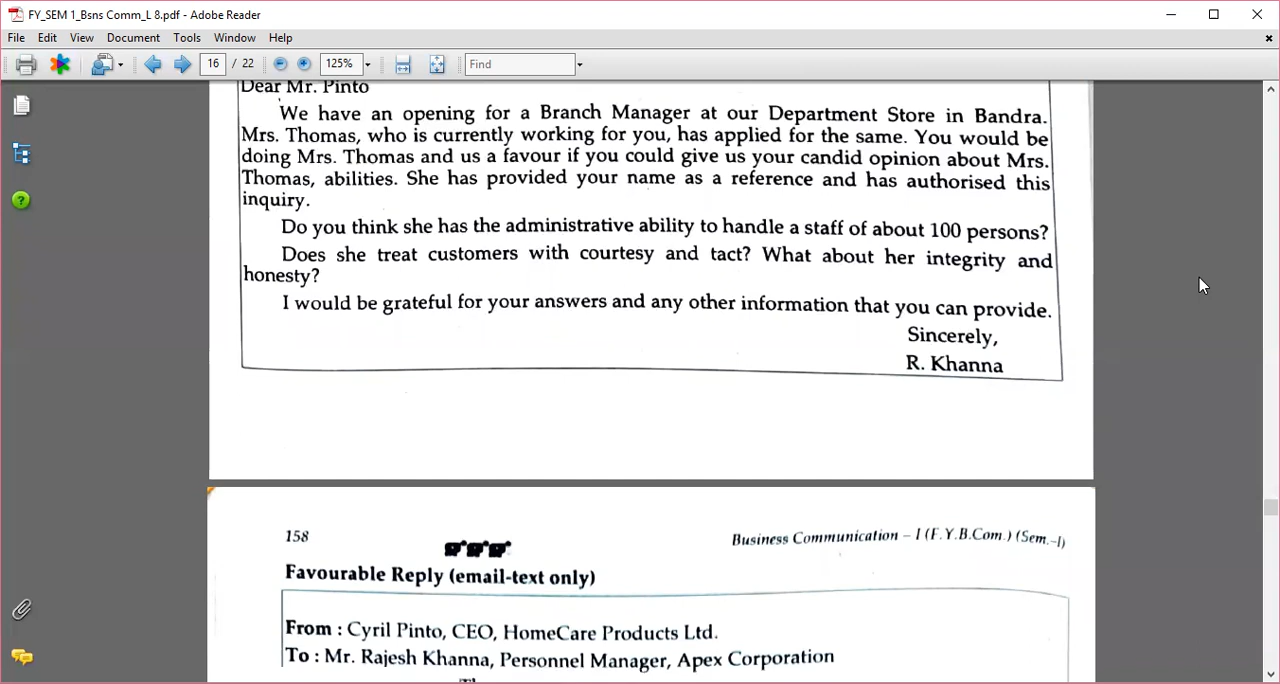 FY_SEM 1_Bsns Comm_L 8.pdf - Adobe Reader
File Edit View Document Tools Window Help
16 / 22 125% Find
Dear Mr. Pinto
We have an opening for a Branch Manager at our Department Store in Bandra.
Mrs. Thomas, who is currently working for you, has applied for the same. You would be
doing Mrs. Thomas and us a favour if you could give us your candid opinion about Mrs.
Thomas, abilities. She has provided your name as a reference and has authorised this
inquiry.
Do you think she has the administrative ability to handle a staff of about 100 persons?
Does she treat customers with courtesy and tact? What about her integrity and
honesty?
I would be grateful for your answers and any other information that you can provide.
Sincerely,
R. Khanna
158 Business Communication – I (F.Y.B.Com.) (Sem.-I)
Favourable Reply (email-text only)
From : Cyril Pinto, CEO, HomeCare Products Ltd.
To : Mr. Rajesh Khanna, Personnel Manager, Apex Corporation